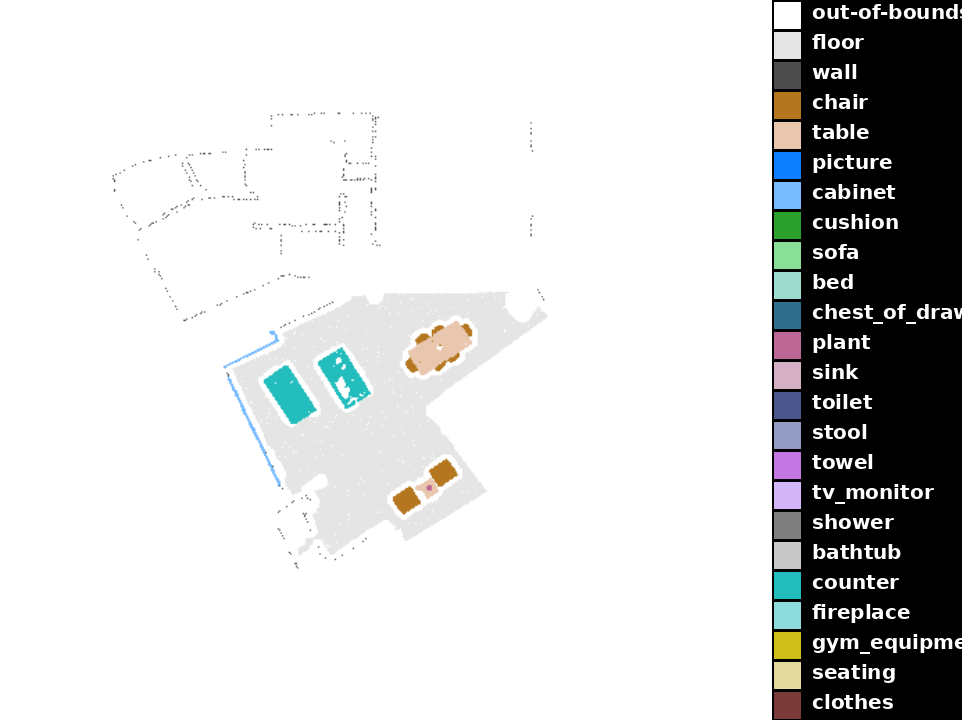 out-of-bounds
floor
wall
chair
table
picture
cabinet
cushion
sofa
bed
chest_of_draw
plant
sink
toilet
stool
towel
tv_monitor
shower
bathtub
counter
fireplace
gym_equipme
seating
clothes